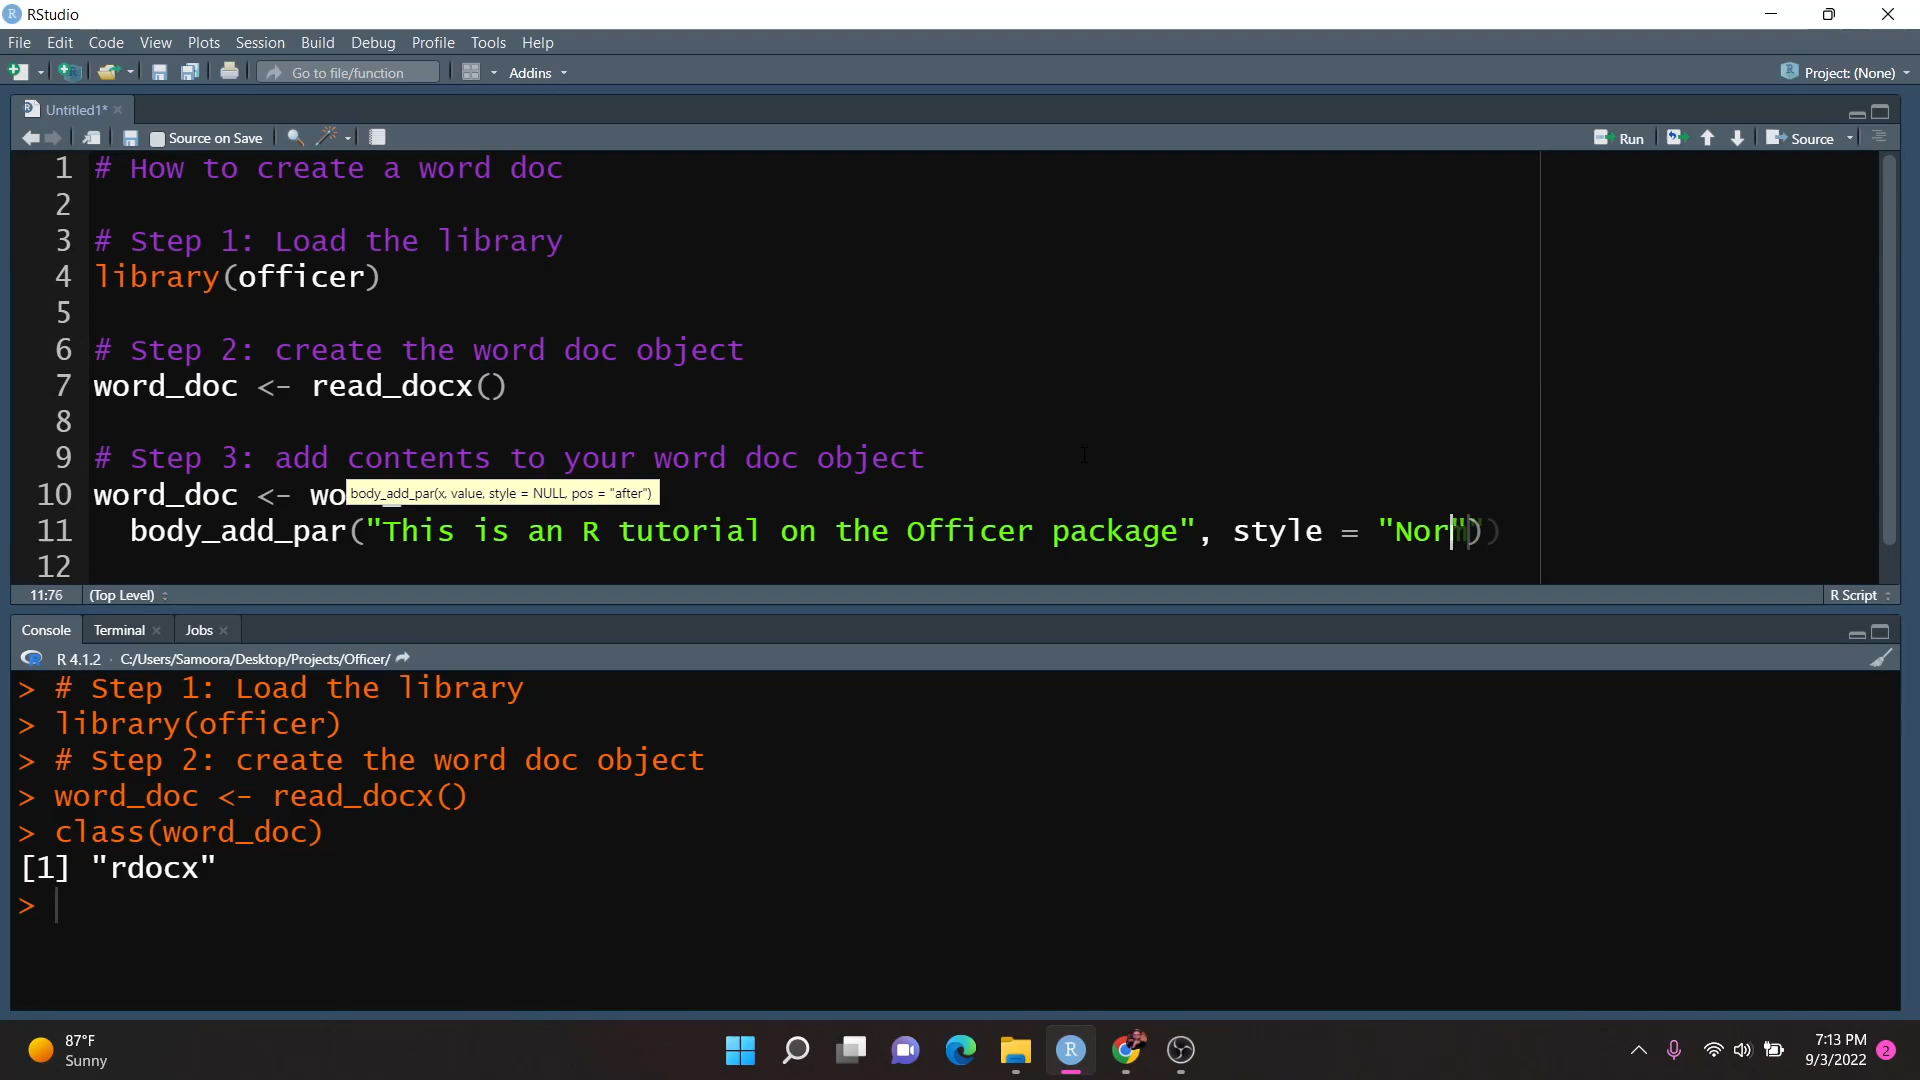 RStudio
File Edit Code View Plots Session Build Debug Profile Tools Help
Go to file/function Addins Project: (None)
Untitled1*
Source on Save Run Source
1 # How to create a word doc
2
3 # Step 1: Load the library
4 library(officer)
5
6 # Step 2: create the word doc object
7 word_doc <- read_docx()
8
9 # Step 3: add contents to your word doc object
body_add_par(x, value, style = NULL, pos = "after")
10 word_doc <- wo
11 body_add_par("This is an R tutorial on the Officer package", style = "Nor")
12
11:76 (Top Level) R Script
Console Terminal Jobs
R 4.1.2 · C:/Users/Samoora/Desktop/Projects/Officer/
> # Step 1: Load the library
> library(officer)
> # Step 2: create the word doc object
> word_doc <- read_docx()
> class(word_doc)
[1] "rdocx"
>
87°F
Sunny
7:13 PM
9/3/2022 2